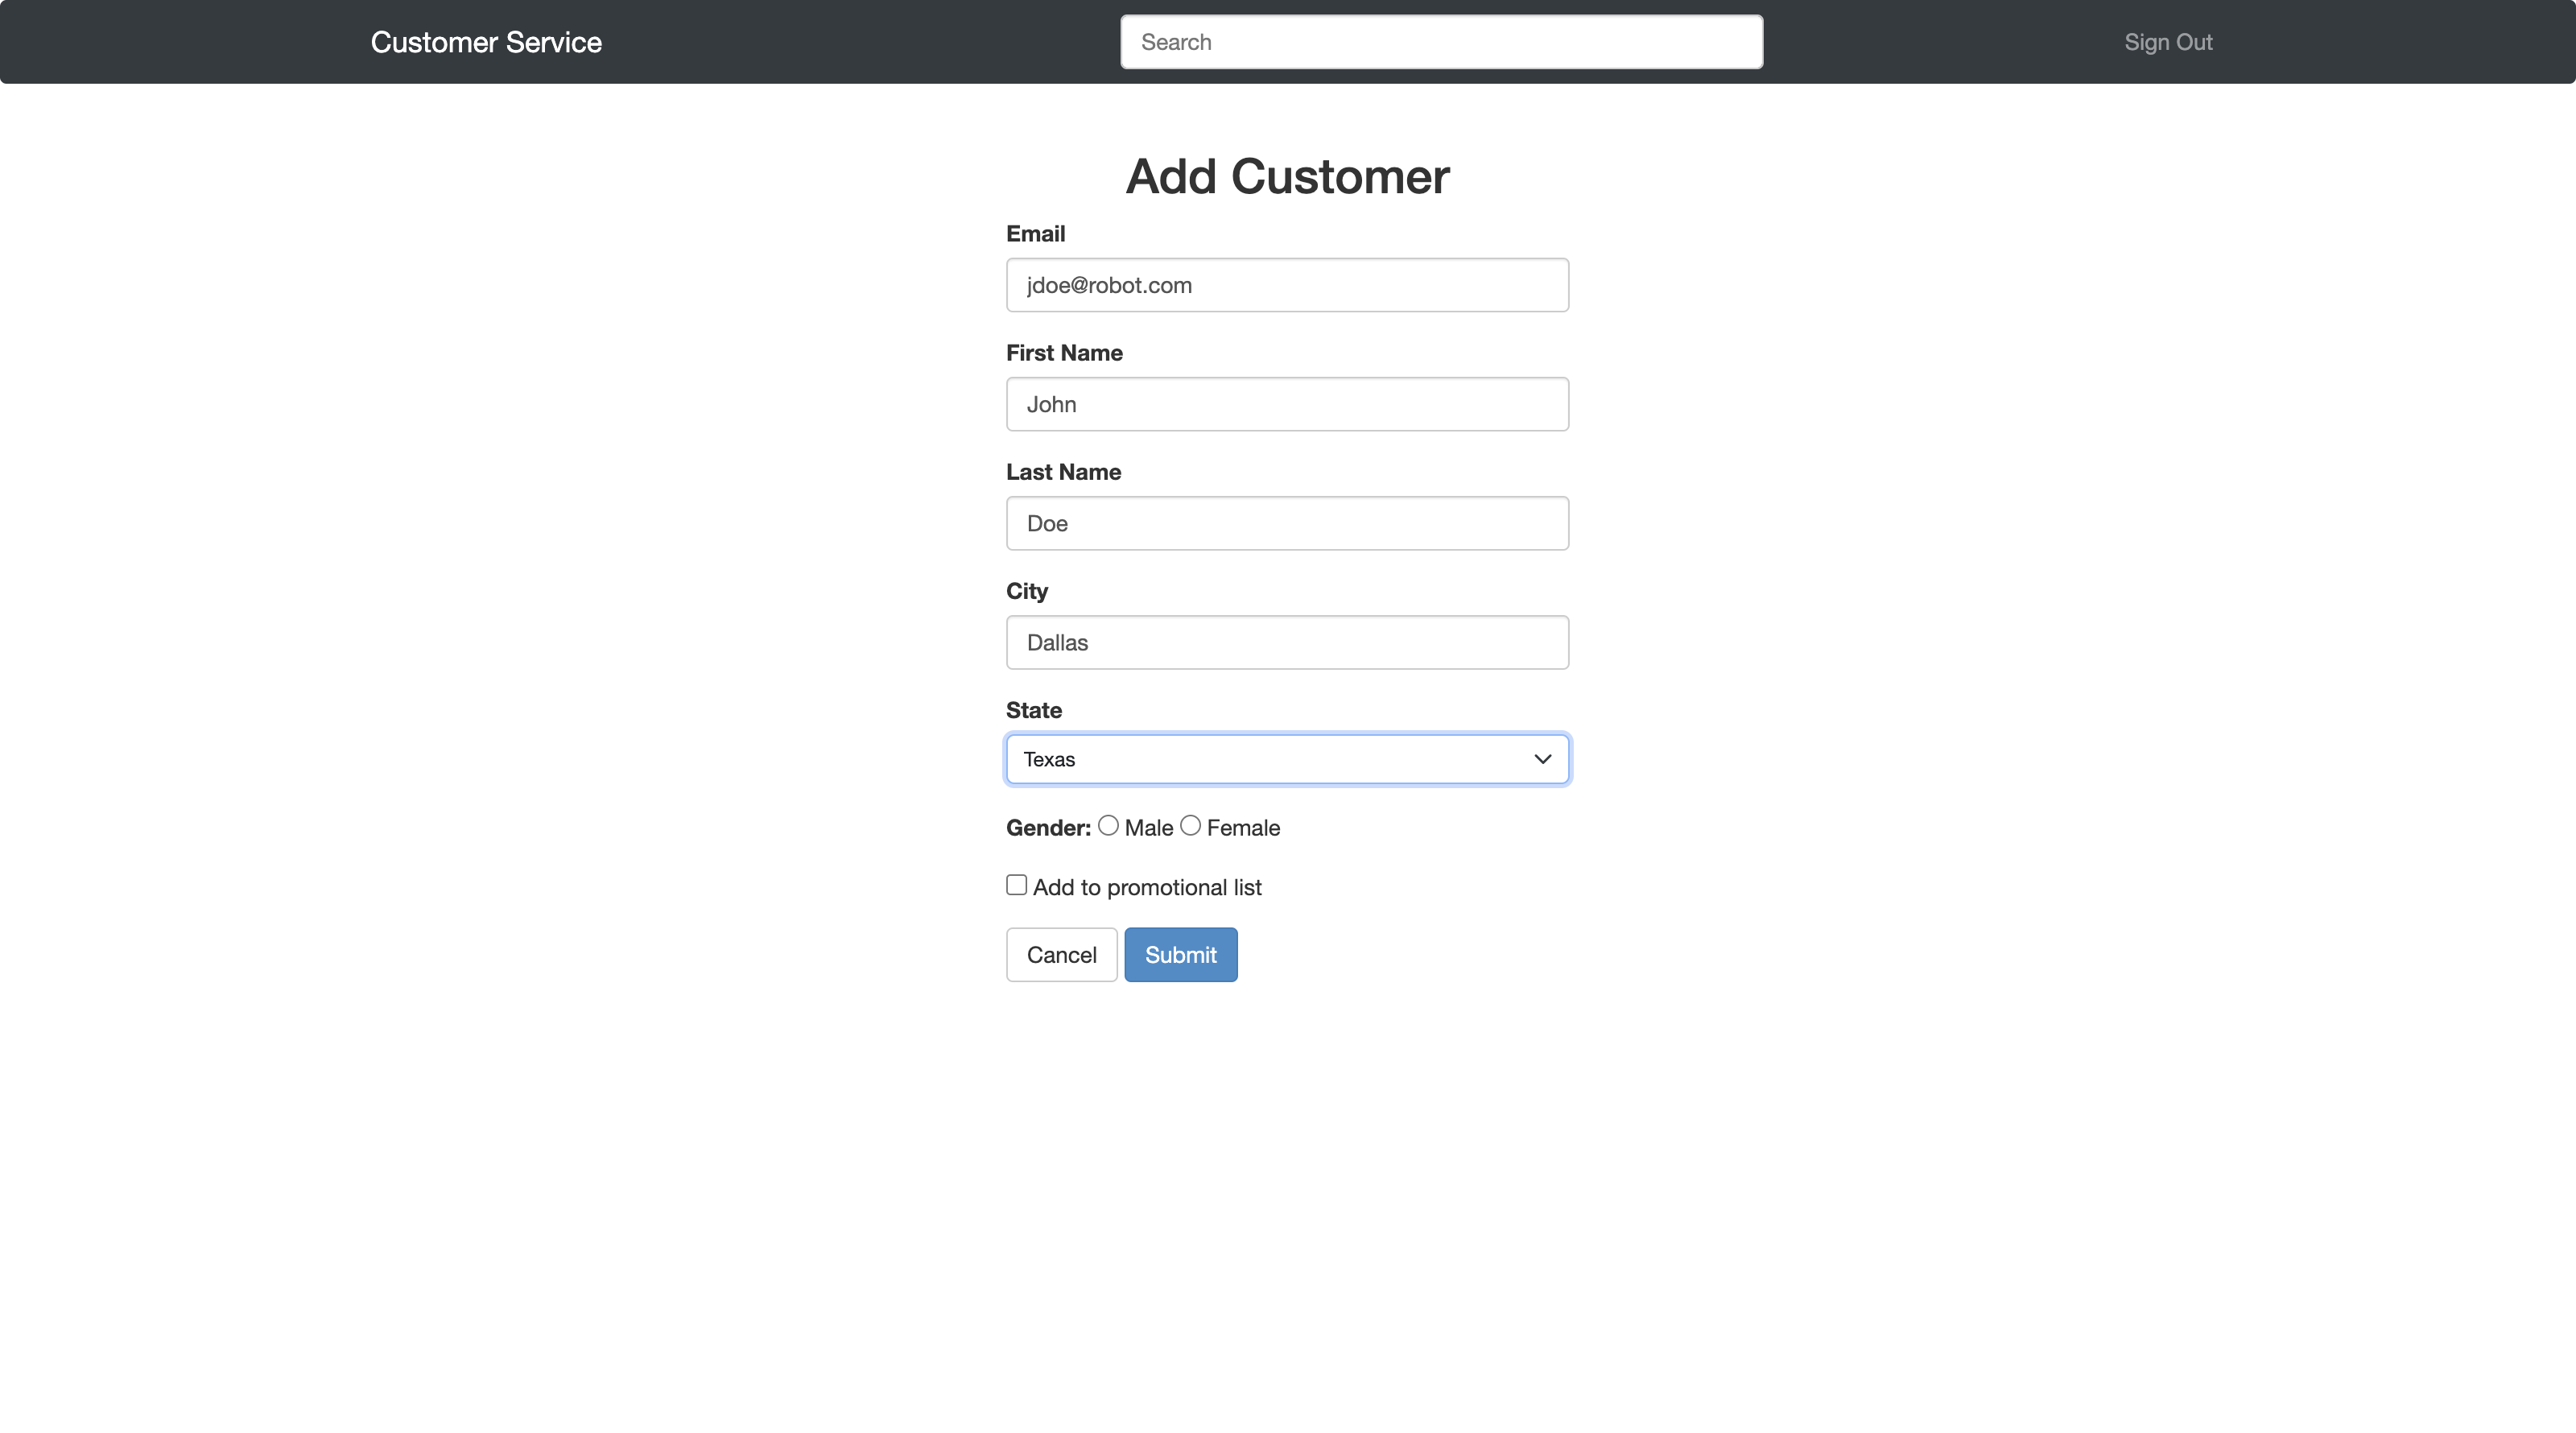 Customer Service
Search
Sign Out
Add Customer
Email
jdoe@robot.com
First Name
John
Last Name
Doe
City
Dallas
State
Texas
Gender: Male Female
Add to promotional list
Cancel Submit